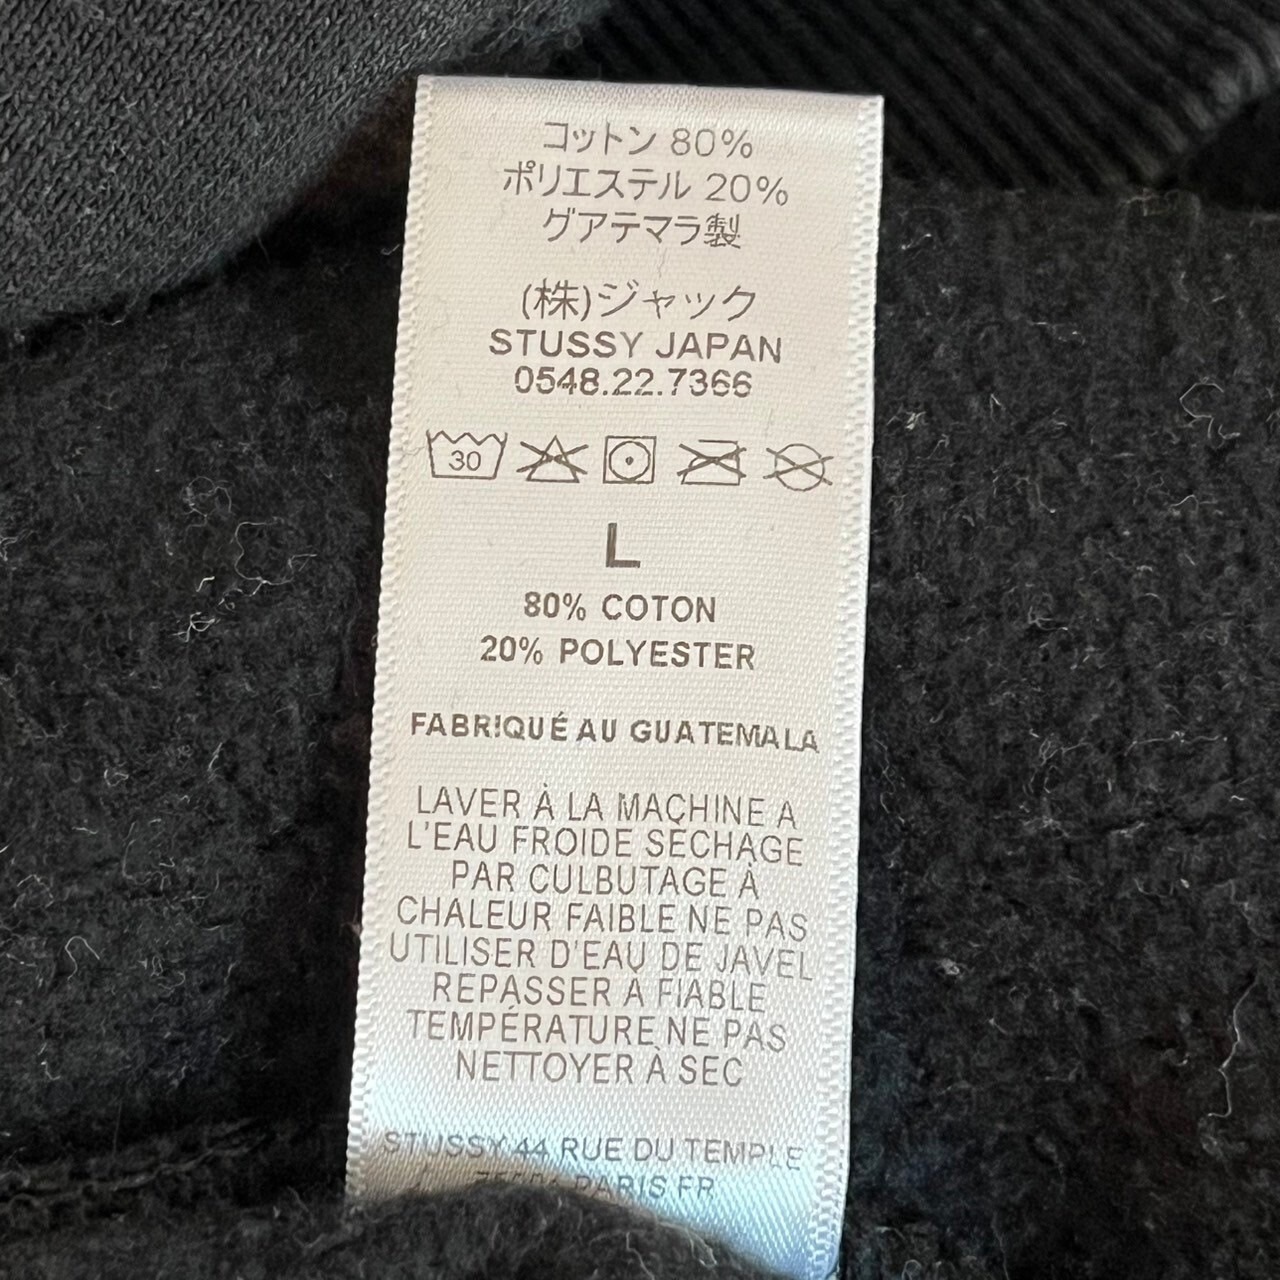 コットン 80%
ポリエステル 20%
グアテマラ製
(株)ジャック
STUSSY JAPAN
0548.22.7366
30
L
80% COTON
20% POLYESTER
FABRIQUÉ AU GUATEMALA
LAVER À LA MACHINE A
L'EAU FROIDE SECHAGE
PAR CULBUTAGE À
CHALEUR FAIBLE NE PAS
UTILISER D'EAU DE JAVEL
REPASSER A FIABLE
TEMPÉRATURE NE PAS
NETTOYER À SEC
STUSSY 44 RUE DU TEMPLE
PARIS FR